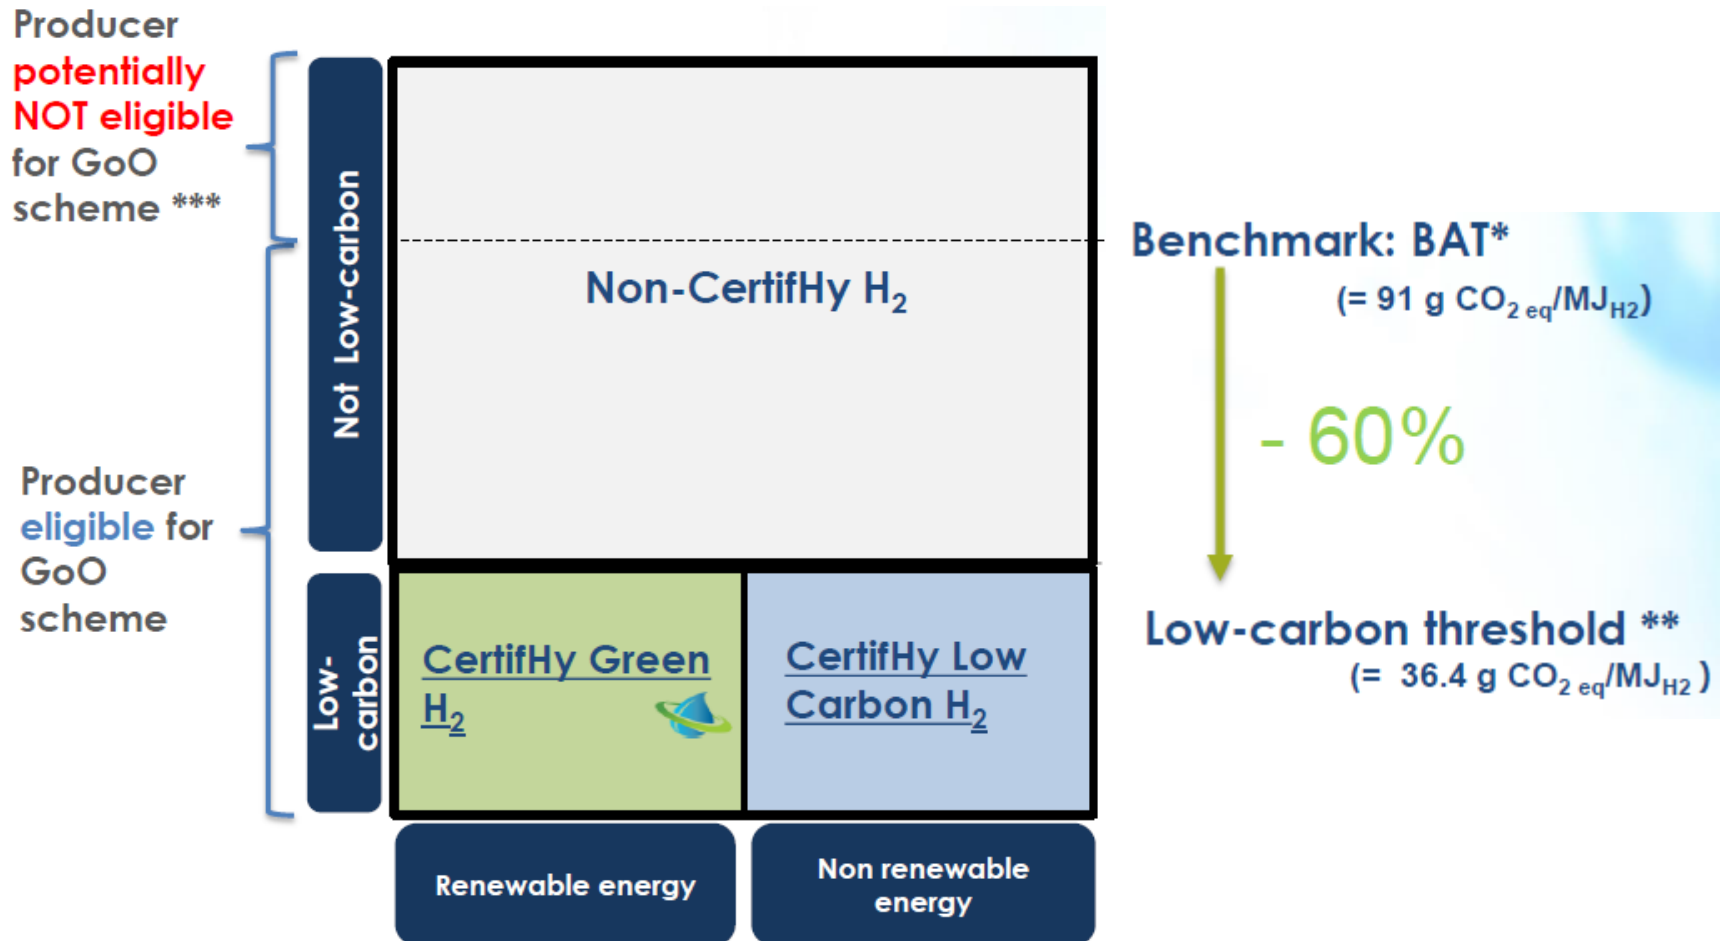 Producer
potentially
NOT eligible
for GoO
scheme ***
Producer
eligible for
GoO
scheme
Not Low-carbon
Low-
carbon
Non-CertifHy H₂
CertifHy Green
H₂
CertifHy Low
Carbon H₂
Renewable energy
Non renewable
energy
Benchmark: BAT*
(= 91 g CO₂ eq/MJH2)
- 60%
Low-carbon threshold **
(= 36.4 g CO₂ eq/MJH2 )